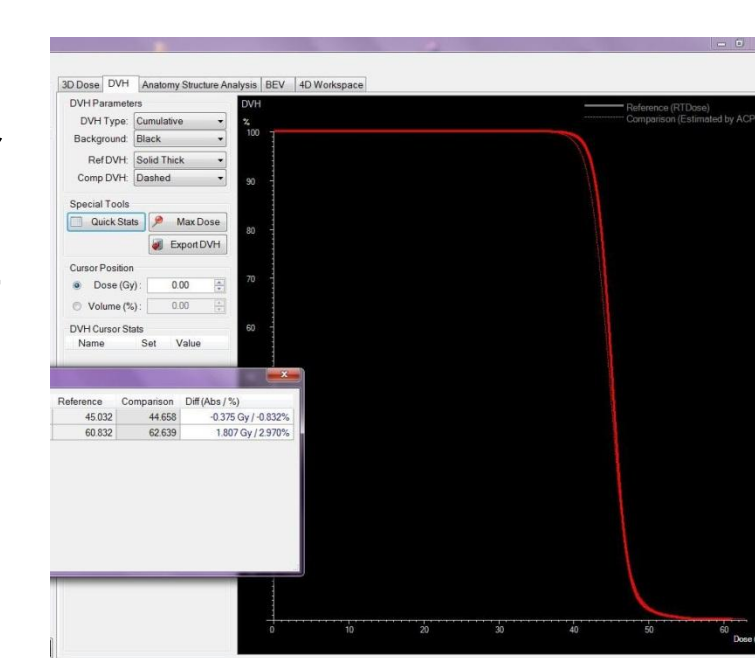 3D Dose DVH Anatomy Structure Analysis BEV 4D Workspace
DVH Parameters
DVH Type: Cumulative
Background: Black
Ref DVH: Solid Thick
Comp DVH: Dashed
Special Tools
Quick Stats Max Dose
Export DVH
Cursor Position
Dose (Gy): 0.00
Volume (%): 0.00
DVH Cursor Stats
Name Set Value
Reference Comparison Diff (Abs / %)
45.032 44.658 -0.375 Gy / -0.832%
60.832 62.639 1.807 Gy / 2.970%
DVH
%
Reference (RTDose)
Comparison (Estimated by ACP
100
90
80
70
60
0 10 20 30 40 50 60
Dose